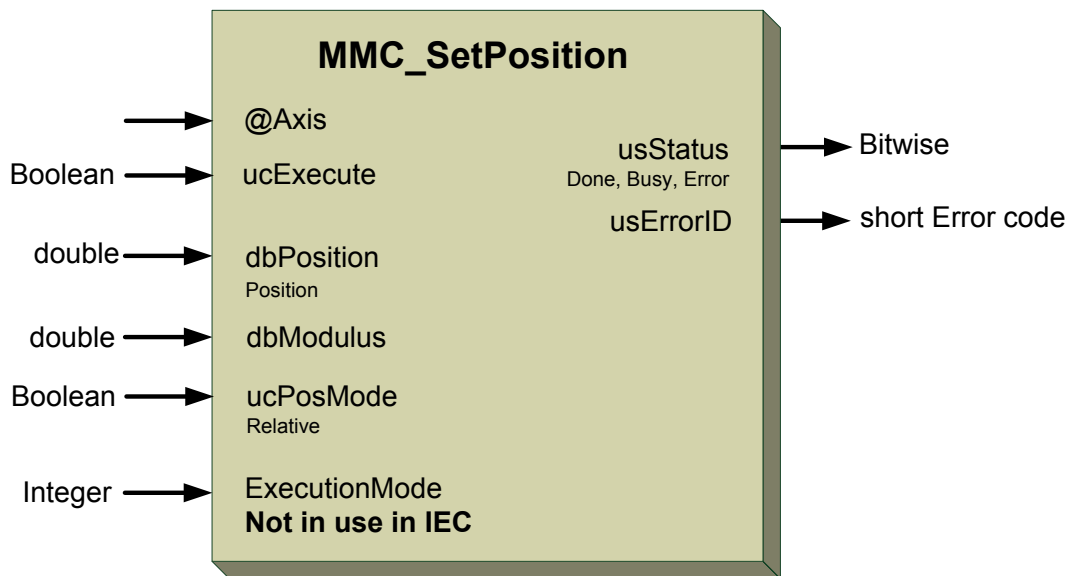 MMC_SetPosition
@Axis
Boolean
ucExecute
double
dbPosition
Position
double
dbModulus
Boolean
ucPosMode
Relative
Integer
ExecutionMode
Not in use in IEC
usStatus
Done, Busy, Error
Bitwise
usErrorID
short Error code